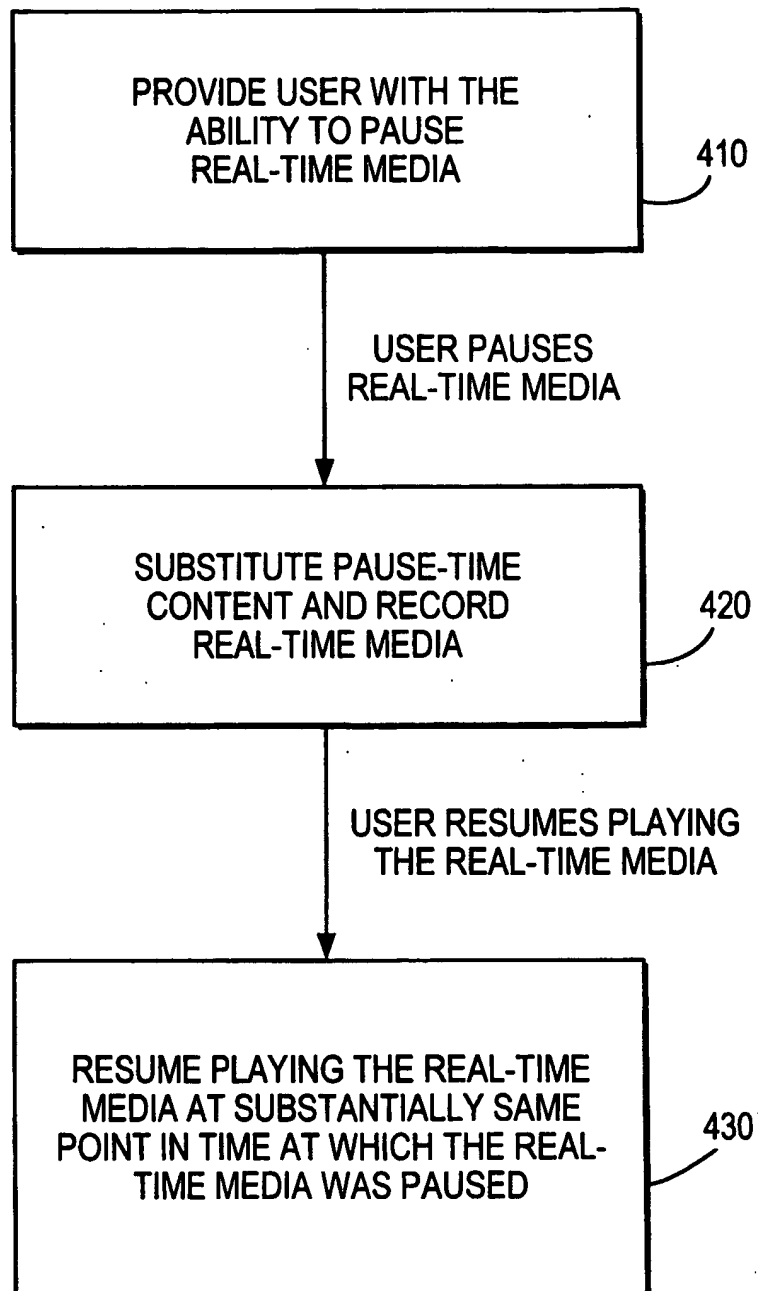 PROVIDE USER WITH THE
ABILITY TO PAUSE
REAL-TIME MEDIA
410
USER PAUSES
REAL-TIME MEDIA
SUBSTITUTE PAUSE-TIME
CONTENT AND RECORD
REAL-TIME MEDIA
420
USER RESUMES PLAYING
THE REAL-TIME MEDIA
RESUME PLAYING THE REAL-TIME
MEDIA AT SUBSTANTIALLY SAME
POINT IN TIME AT WHICH THE REAL-
TIME MEDIA WAS PAUSED
430